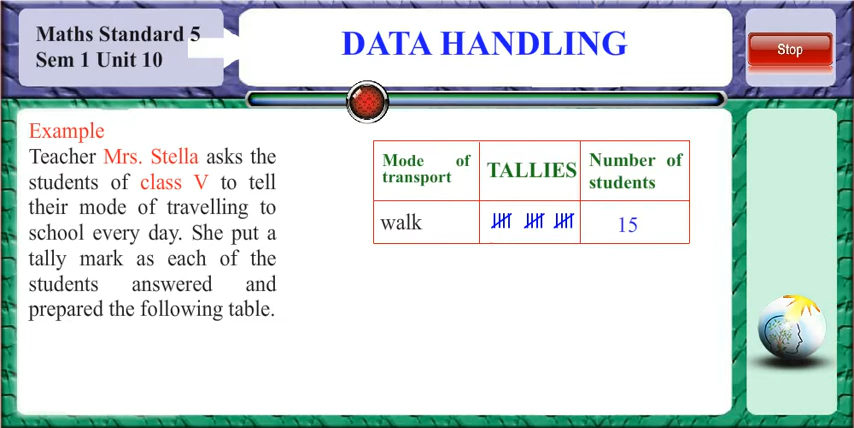 Maths Standard 5
Sem 1 Unit 10
DATA HANDLING
Stop
Example
Teacher Mrs. Stella asks the
students of class V to tell
their mode of travelling to
school every day. She put a
tally mark as each of the
students answered and
prepared the following table.
Mode of
transport
TALLIES
Number of
students
walk
15